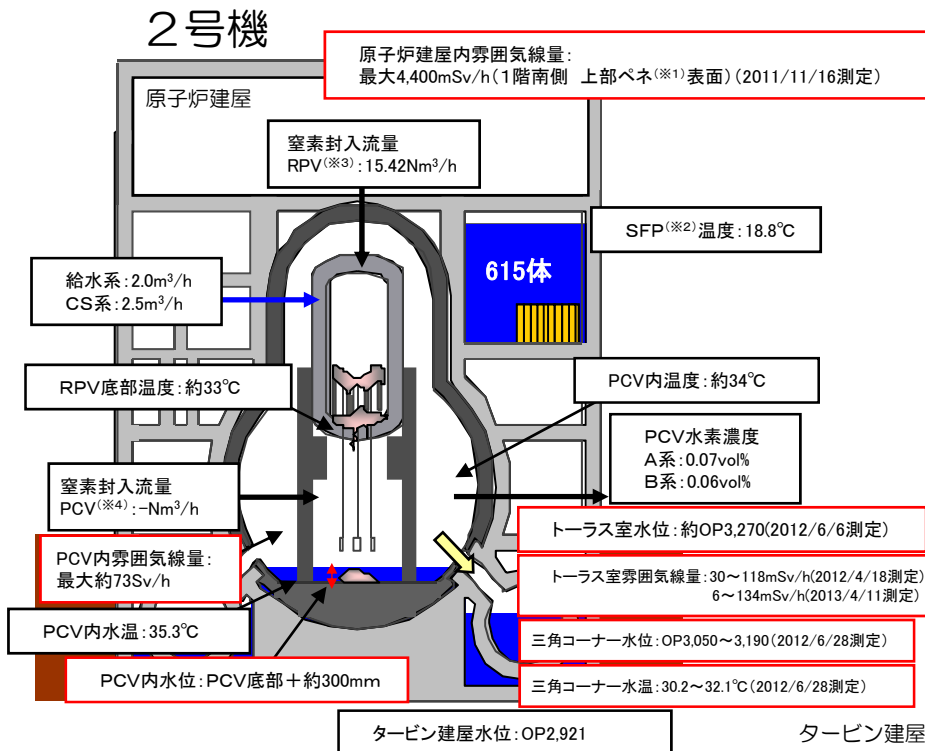 ２号機
原子炉建屋内雰囲気線量：
最大4,400mSv/h（１階南側　上部ペネ(※1)表面）（2011/11/16測定）
原子炉建屋
窒素封入流量
RPV(※3)：15.42Nm³/h
SFP(※2)温度：18.8℃
615体
給水系：2.0m³/h
CS系：2.5m³/h
RPV底部温度：約33℃
PCV内温度：約34℃
PCV水素濃度
A系：0.07vol%
B系：0.06vol%
窒素封入流量
PCV(※4)：-Nm³/h
トーラス室水位：約OP3,270（2012/6/6測定）
PCV内雰囲気線量：
最大約73Sv/h
トーラス室雰囲気線量：30～118mSv/h(2012/4/18測定)
6～134mSv/h(2013/4/11測定)
PCV内水温：35.3℃
三角コーナー水位：OP3,050～3,190（2012/6/28測定）
PCV内水位：PCV底部＋約300mm
三角コーナー水温：30.2～32.1℃（2012/6/28測定）
タービン建屋水位：OP2,921
タービン建屋